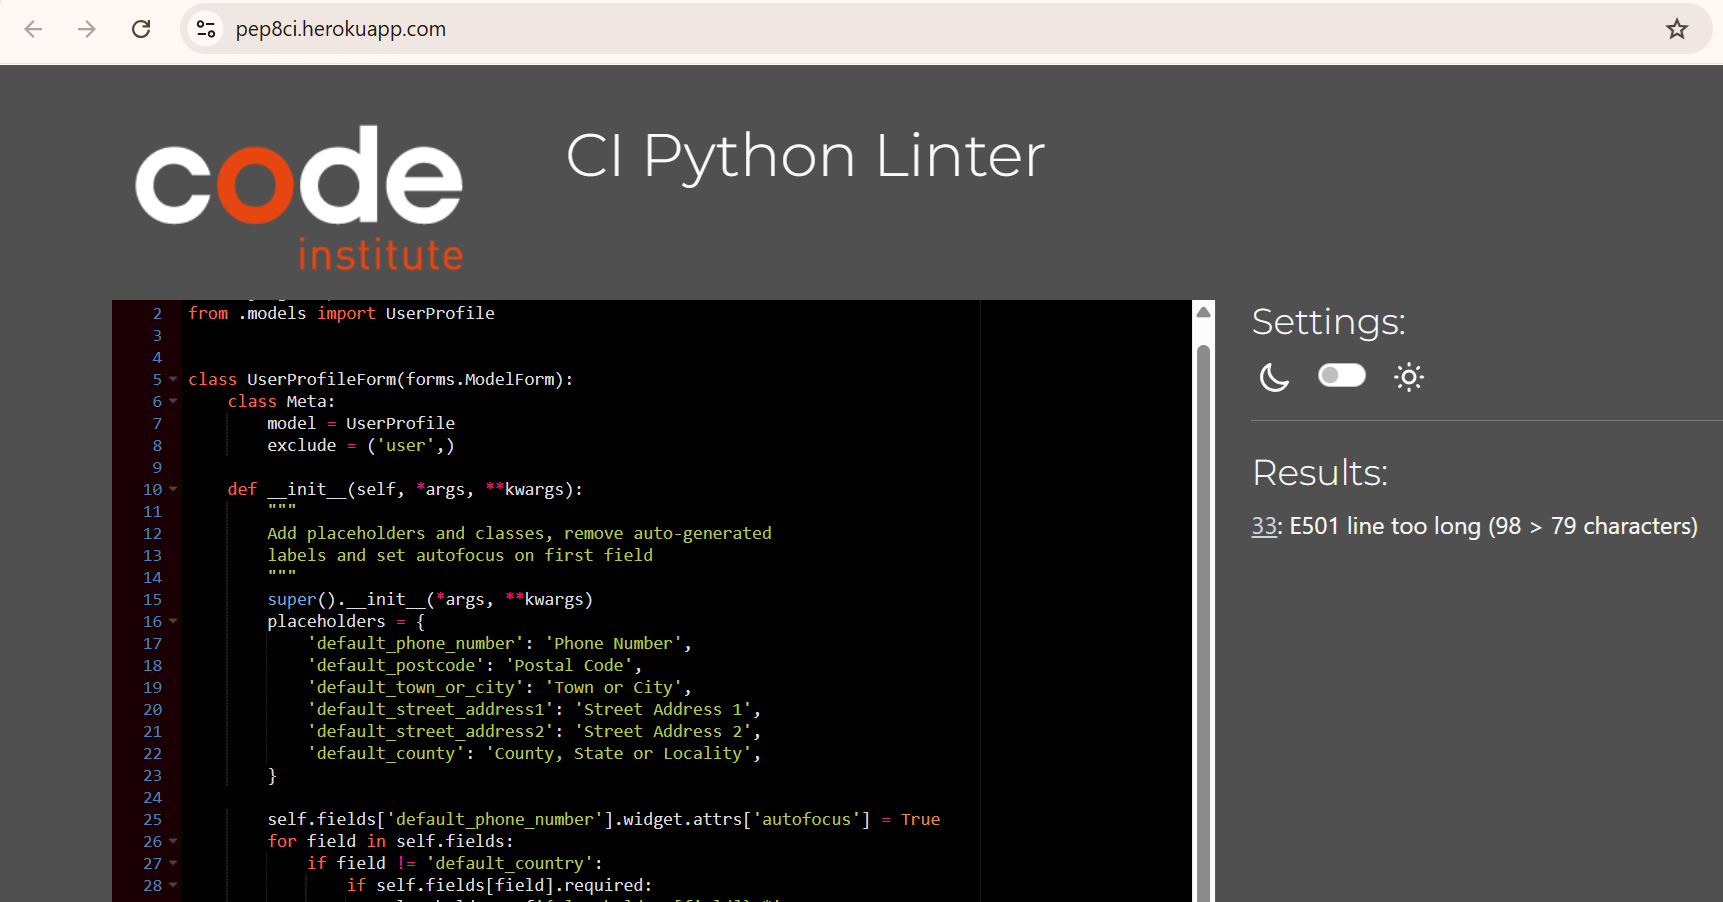 pep8ci.herokuapp.com
code
institute
CI Python Linter
2 from .models import UserProfile
3
4
5 class UserProfileForm(forms.ModelForm):
6 class Meta:
7 model = UserProfile
8 exclude = ('user',)
9
10 def __init__(self, *args, **kwargs):
11 """
12 Add placeholders and classes, remove auto-generated
13 labels and set autofocus on first field
14 """
15 super().__init__(*args, **kwargs)
16 placeholders = {
17 'default_phone_number': 'Phone Number',
18 'default_postcode': 'Postal Code',
19 'default_town_or_city': 'Town or City',
20 'default_street_address1': 'Street Address 1',
21 'default_street_address2': 'Street Address 2',
22 'default_county': 'County, State or Locality',
23 }
24
25 self.fields['default_phone_number'].widget.attrs['autofocus'] = True
26 for field in self.fields:
27 if field != 'default_country':
28 if self.fields[field].required:
Settings:
Results:
33: E501 line too long (98 > 79 characters)